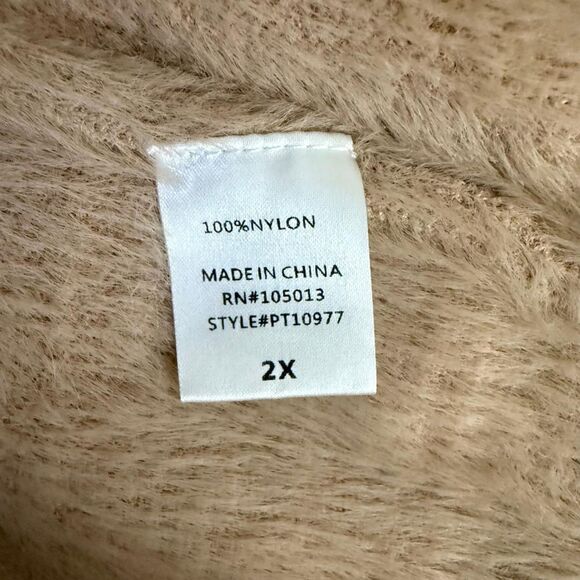 100%NYLON
MADE IN CHINA
RN#105013
STYLE#PT10977
2X